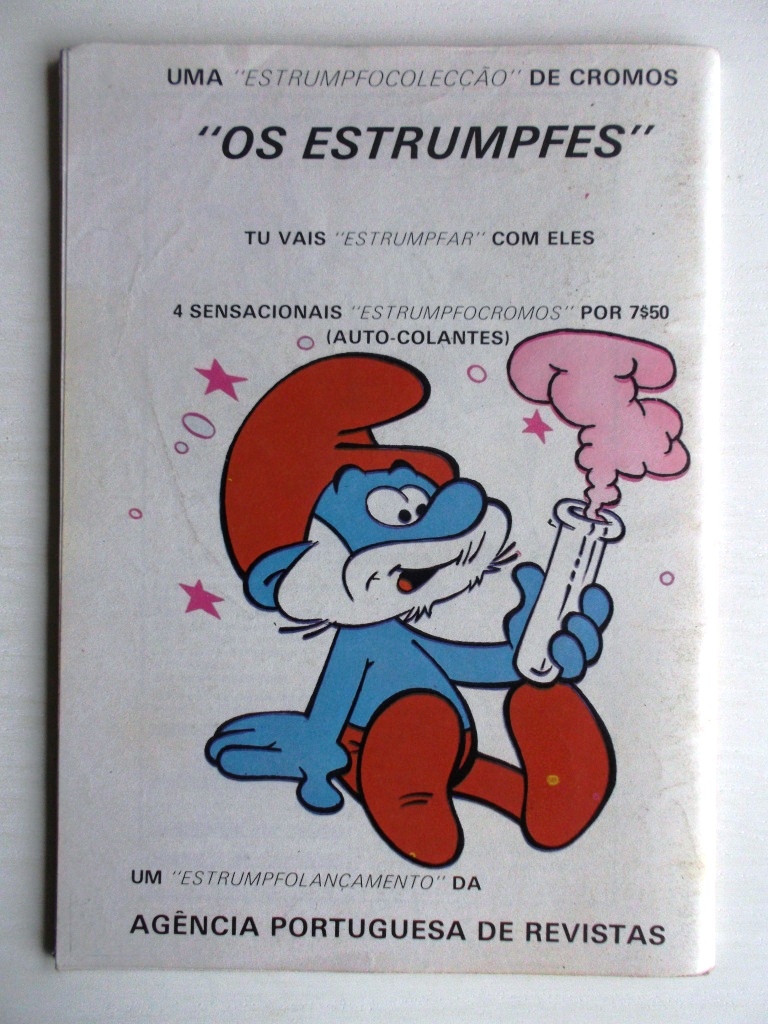 UMA "ESTRUMPFOCOLECÇÃO" DE CROMOS
"OS ESTRUMPFES"
TU VAIS "ESTRUMPFAR" COM ELES
4 SENSACIONAIS "ESTRUMPFOCROMOS" POR 7$50
(AUTO-COLANTES)
UM "ESTRUMPFOLANÇAMENTO" DA
AGÊNCIA PORTUGUESA DE REVISTAS